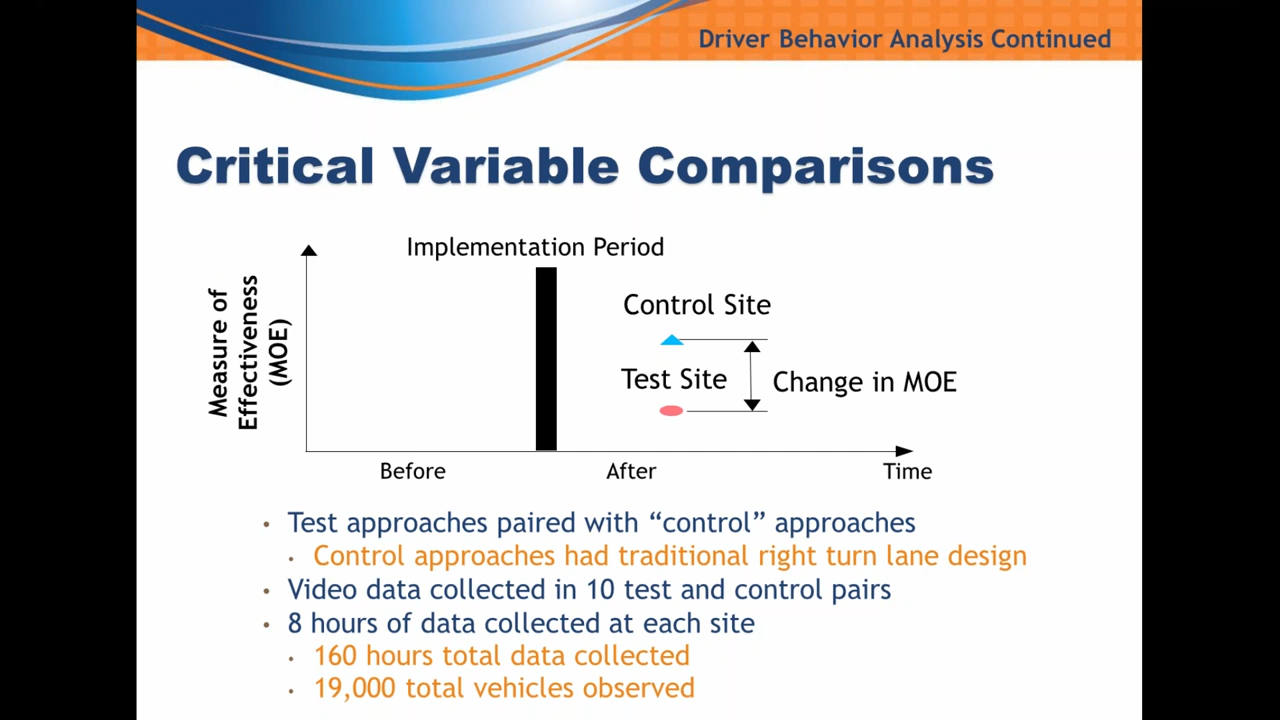 Driver Behavior Analysis Continued
Critical Variable Comparisons
Implementation Period
Measure of
Effectiveness
(MOE)
Control Site
Test Site
Change in MOE
Before
After
Time
• Test approaches paired with “control” approaches
• Control approaches had traditional right turn lane design
• Video data collected in 10 test and control pairs
• 8 hours of data collected at each site
• 160 hours total data collected
• 19,000 total vehicles observed